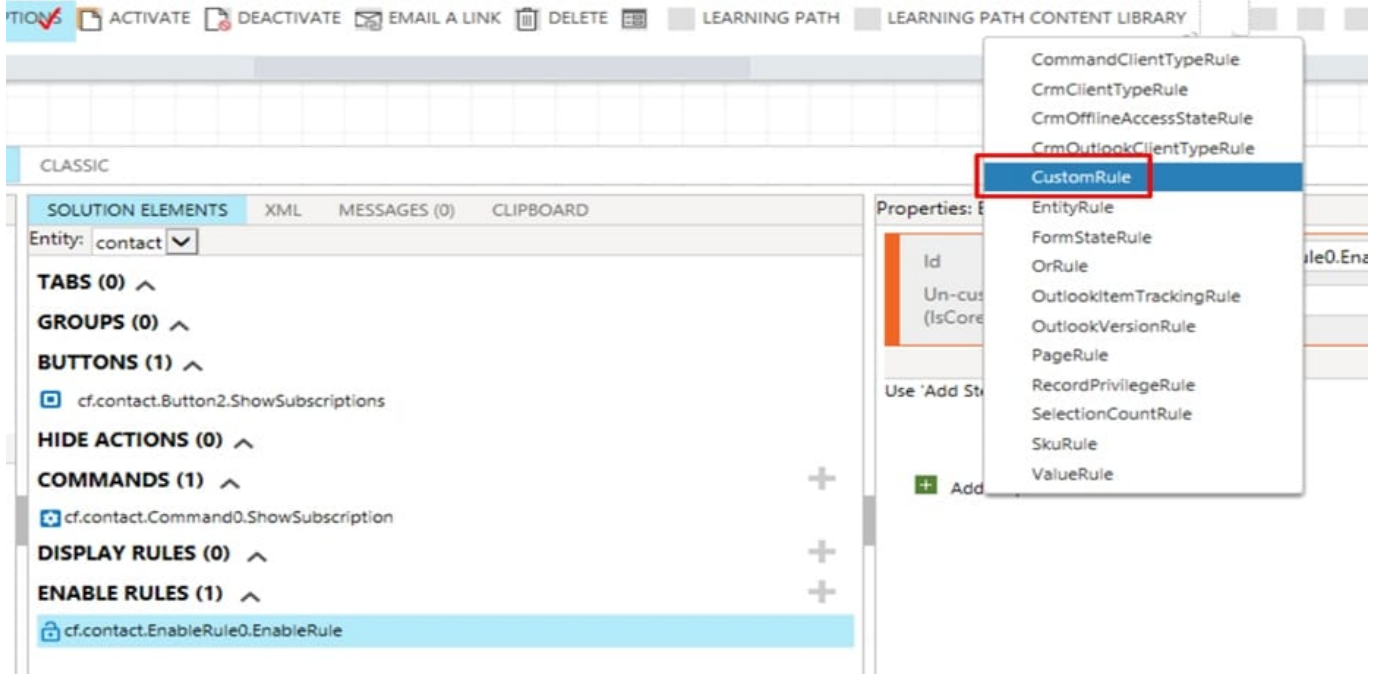 PTIONS ACTIVATE DEACTIVATE EMAIL A LINK DELETE LEARNING PATH LEARNING PATH CONTENT LIBRARY
CommandClientTypeRule
CrmClientTypeRule
CrmOfflineAccessStateRule
CrmOutlookClientTypeRule
CustomRule
EntityRule
FormStateRule
OrRule
OutlookItemTrackingRule
OutlookVersionRule
PageRule
RecordPrivilegeRule
SelectionCountRule
SkuRule
ValueRule
CLASSIC
SOLUTION ELEMENTS XML MESSAGES (0) CLIPBOARD
Entity: contact
TABS (0)
GROUPS (0)
BUTTONS (1)
cf.contact.Button2.ShowSubscriptions
HIDE ACTIONS (0)
COMMANDS (1)
cf.contact.Command0.ShowSubscription
DISPLAY RULES (0)
ENABLE RULES (1)
cf.contact.EnableRule0.EnableRule
Properties: E
Id ule0.Ena
Un-cus
(IsCore
Use 'Add Ste
Add